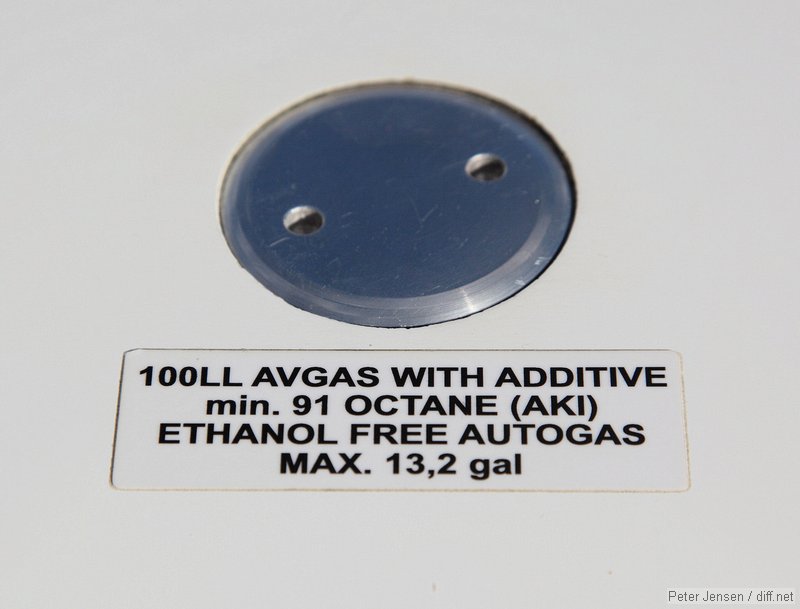 100LL AVGAS WITH ADDITIVE
min. 91 OCTANE (AKI)
ETHANOL FREE AUTOGAS
MAX. 13,2 gal
Peter Jensen / diff.net